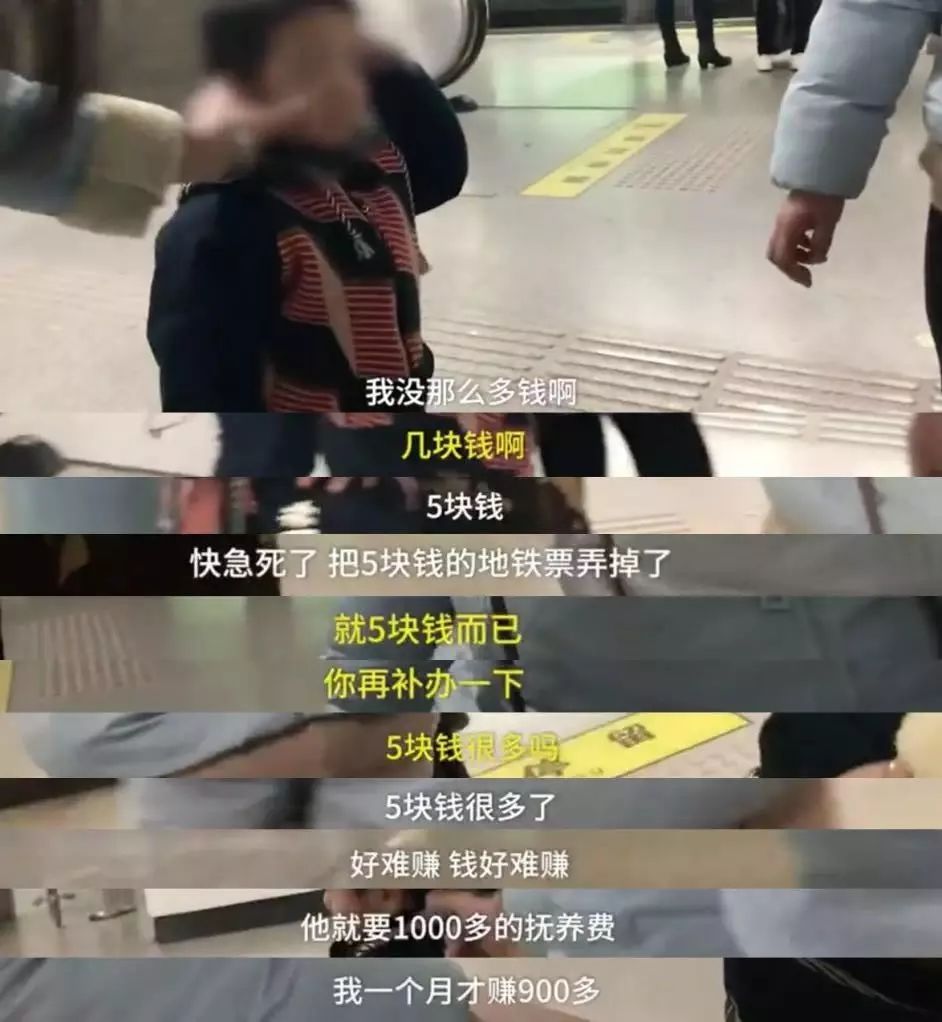 我没那么多钱啊
几块钱啊
5块钱
快急死了 把5块钱的地铁票弄掉了
就5块钱而已
你再补办一下
5块钱很多吗
5块钱很多了
好难赚 钱好难赚
他就要1000多的抚养费
我一个月才赚900多